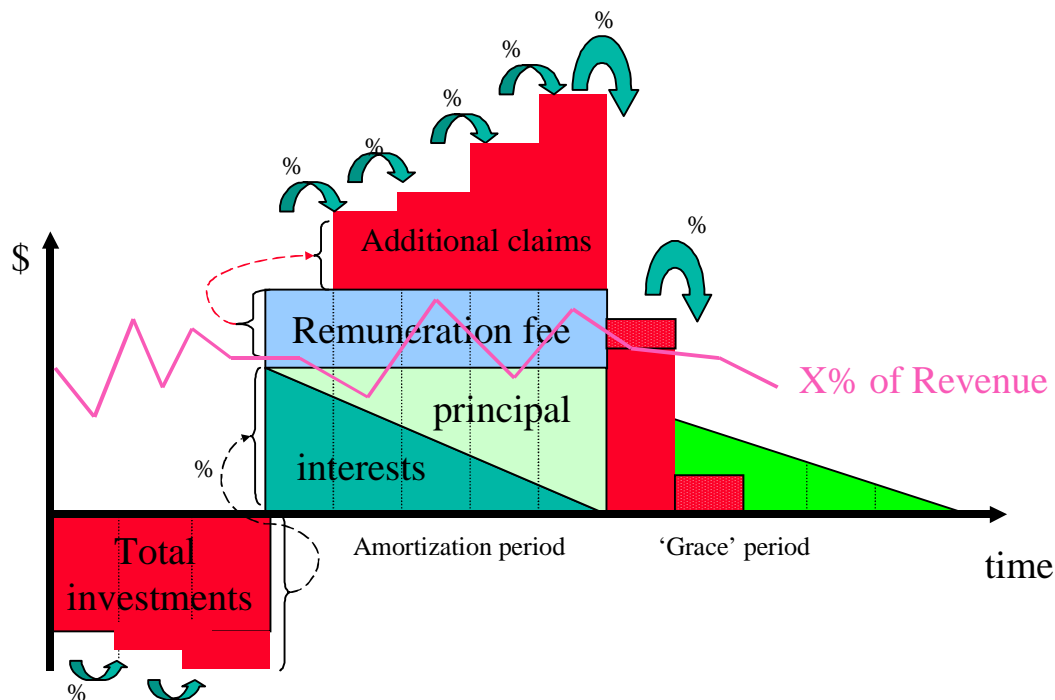 %
%
%
%
%
%
$
Additional claims
Remuneration fee
X% of Revenue
principal
interests
%
Total
investments
Amortization period
‘Grace’ period
time
%
%